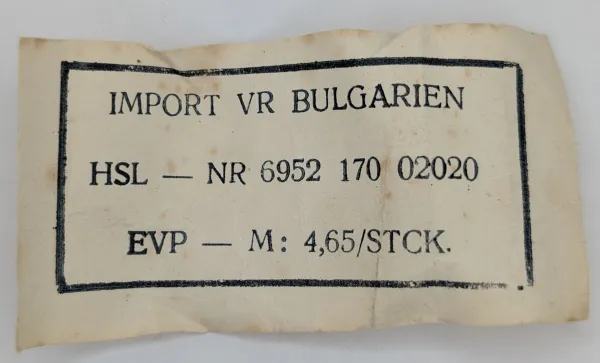 IMPORT VR BULGARIEN
HSL — NR 6952 170 02020
EVP — M: 4,65/STCK.